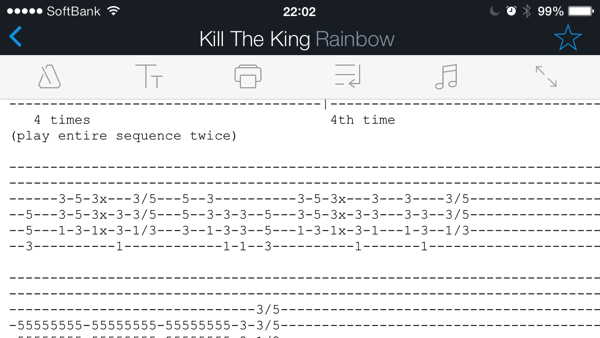 ●●●●● SoftBank 22:02 99%
Kill The King Rainbow
----------------------------------------|----------------------------------
   4 times                              4th time
(play entire sequence twice)
--------------------------------------------------------------------------
--------------------------------------------------------------------------
------3-5-3x---3/5---5--3----------3-5-3x---3---3---3/5----------------
--5---3-5-3x-3-3/5---5--3-3-3--5---3-5-3x-3-3---3-3--3/5----------------
--5---1-3-1x-3-1/3---3--1-3-3--5---1-3-1x-3-1---1-3--1/3----------------
--3----------1------------1-1--3----------1-------1---------------------
--------------------------------------------------------------------------
--------------------------------------------------------------------------
------------------------------3/5---------------------------------------
-55555555-55555555-55555555-3-3/5---------------------------------------